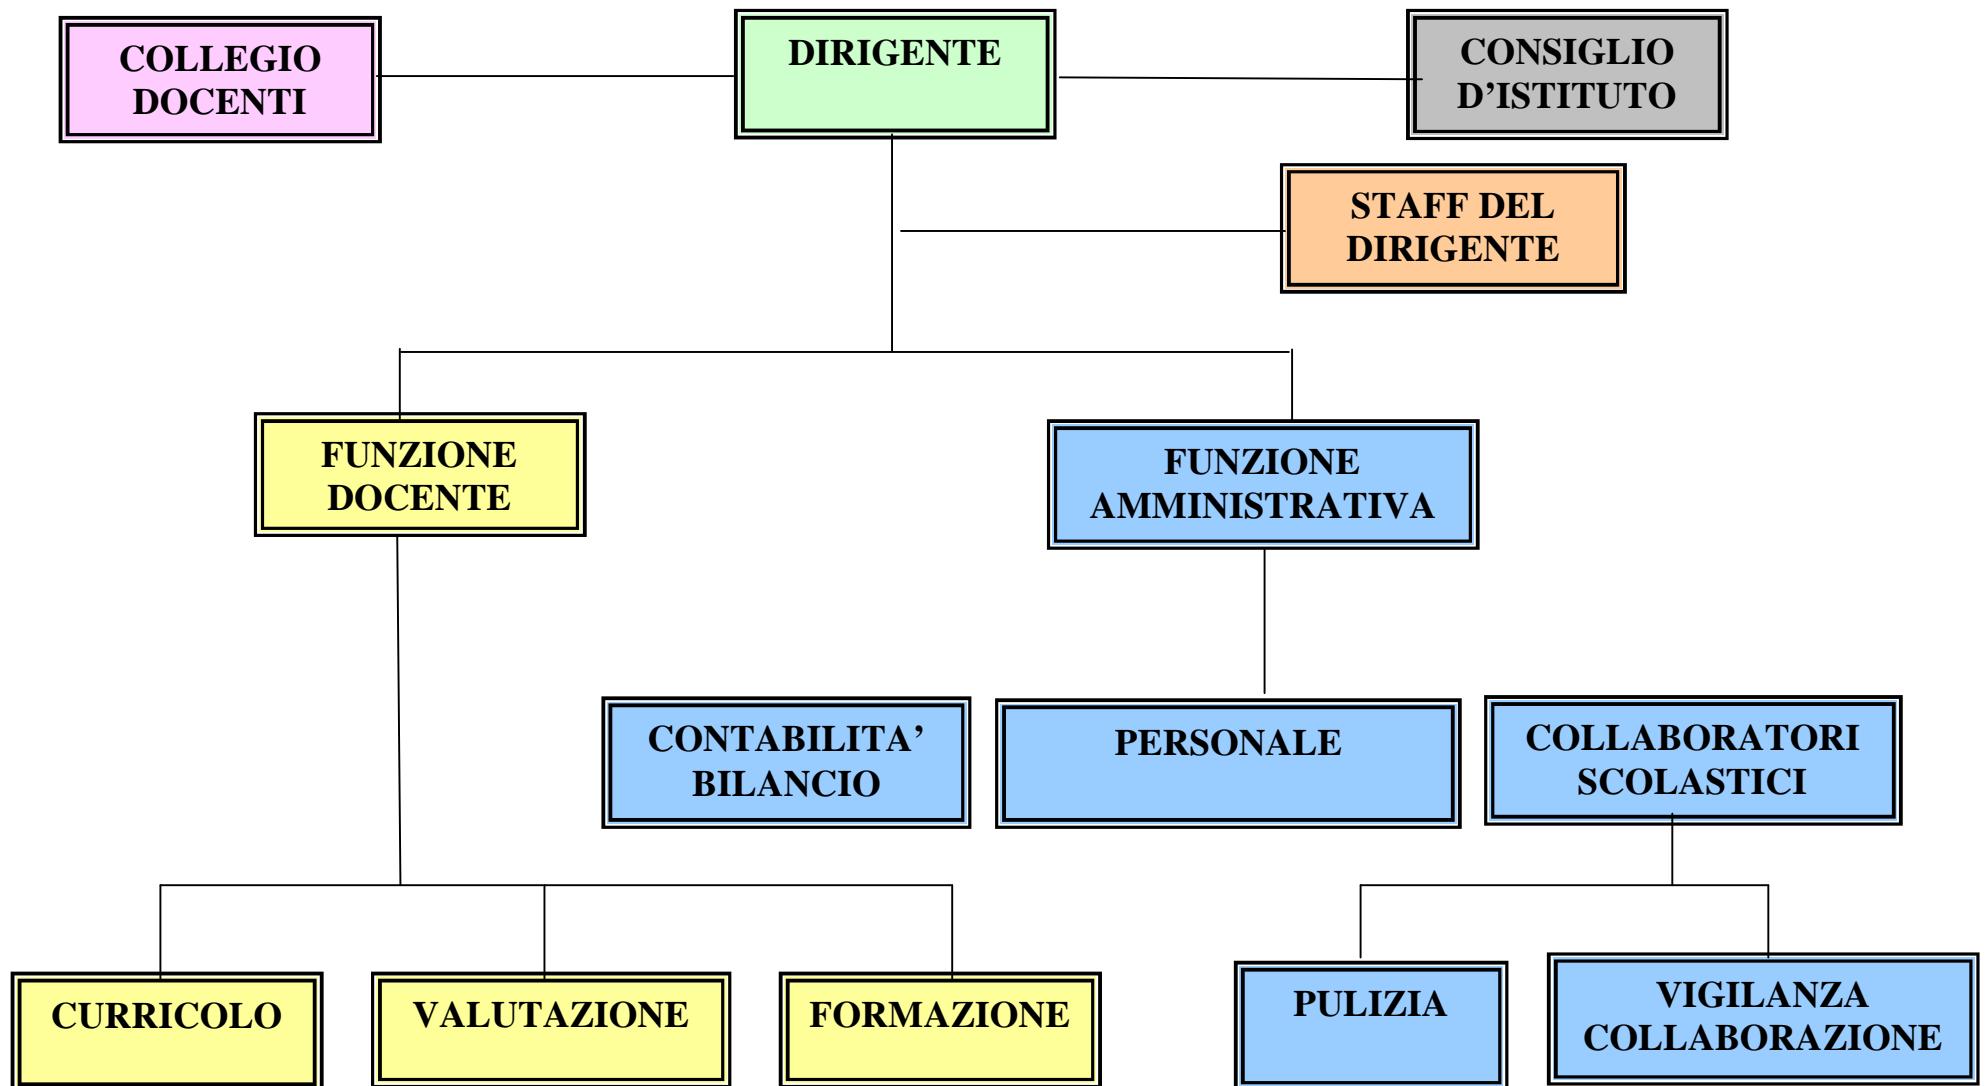 COLLEGIO
DOCENTI
DIRIGENTE
CONSIGLIO
D’ISTITUTO
STAFF DEL
DIRIGENTE
FUNZIONE
DOCENTE
FUNZIONE
AMMINISTRATIVA
CONTABILITA’
BILANCIO
PERSONALE
COLLABORATORI
SCOLASTICI
CURRICOLO
VALUTAZIONE
FORMAZIONE
PULIZIA
VIGILANZA
COLLABORAZIONE